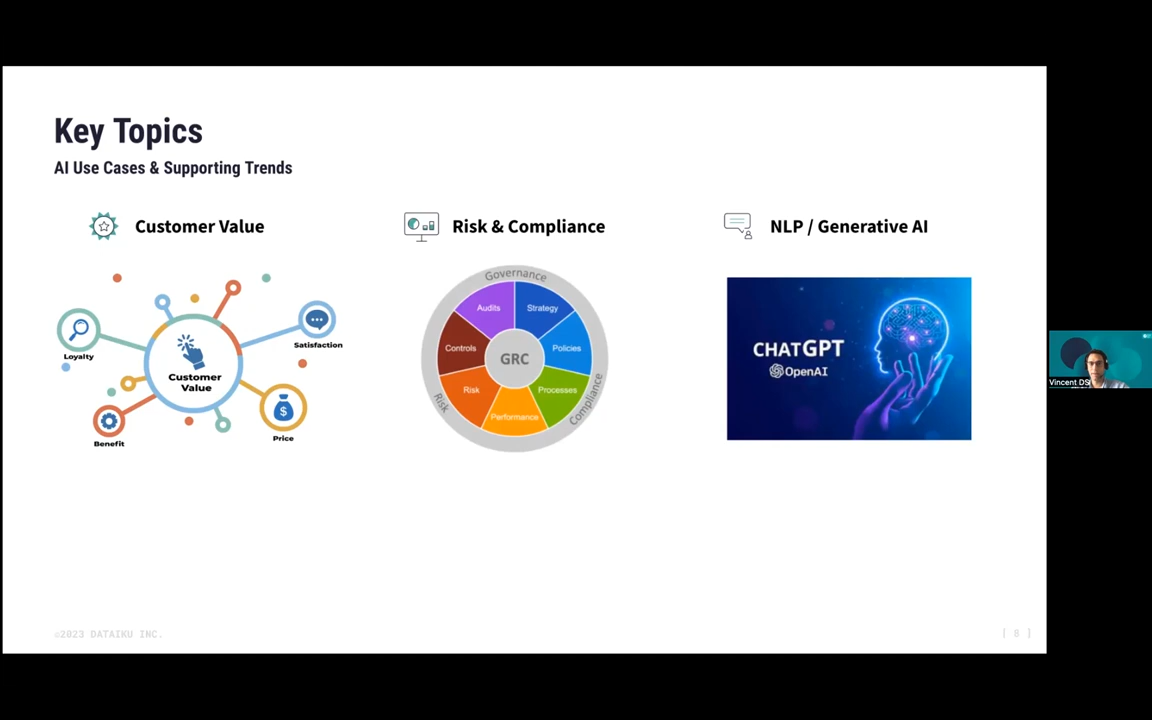 Key Topics
AI Use Cases & Supporting Trends
Customer Value
Loyalty
Satisfaction
Customer
Value
Benefit
Price
$
Risk & Compliance
Governance
Audits
Strategy
Controls
GRC
Policies
Risk
Processes
Performance
Risk
Compliance
NLP / Generative AI
CHATGPT
OpenAI
©2023 DATAIKU INC.
[ 8 ]
Vincent DS